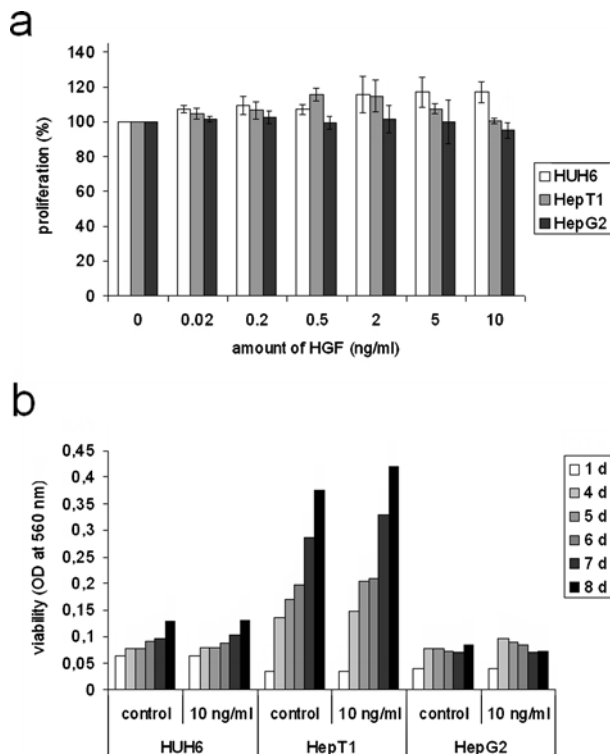 a
140
120
100
80
60
40
20
0
proliferation (%)
0 0.02 0.2 0.5 2 5 10
amount of HGF (ng/ml)
HUH6
HepT1
HepG2
b
0,45
0,4
0,35
0,3
0,25
0,2
0,15
0,1
0,05
0
viability (OD at 560 nm)
control 10 ng/ml control 10 ng/ml control 10 ng/ml
HUH6 HepT1 HepG2
1 d
4 d
5 d
6 d
7 d
8 d